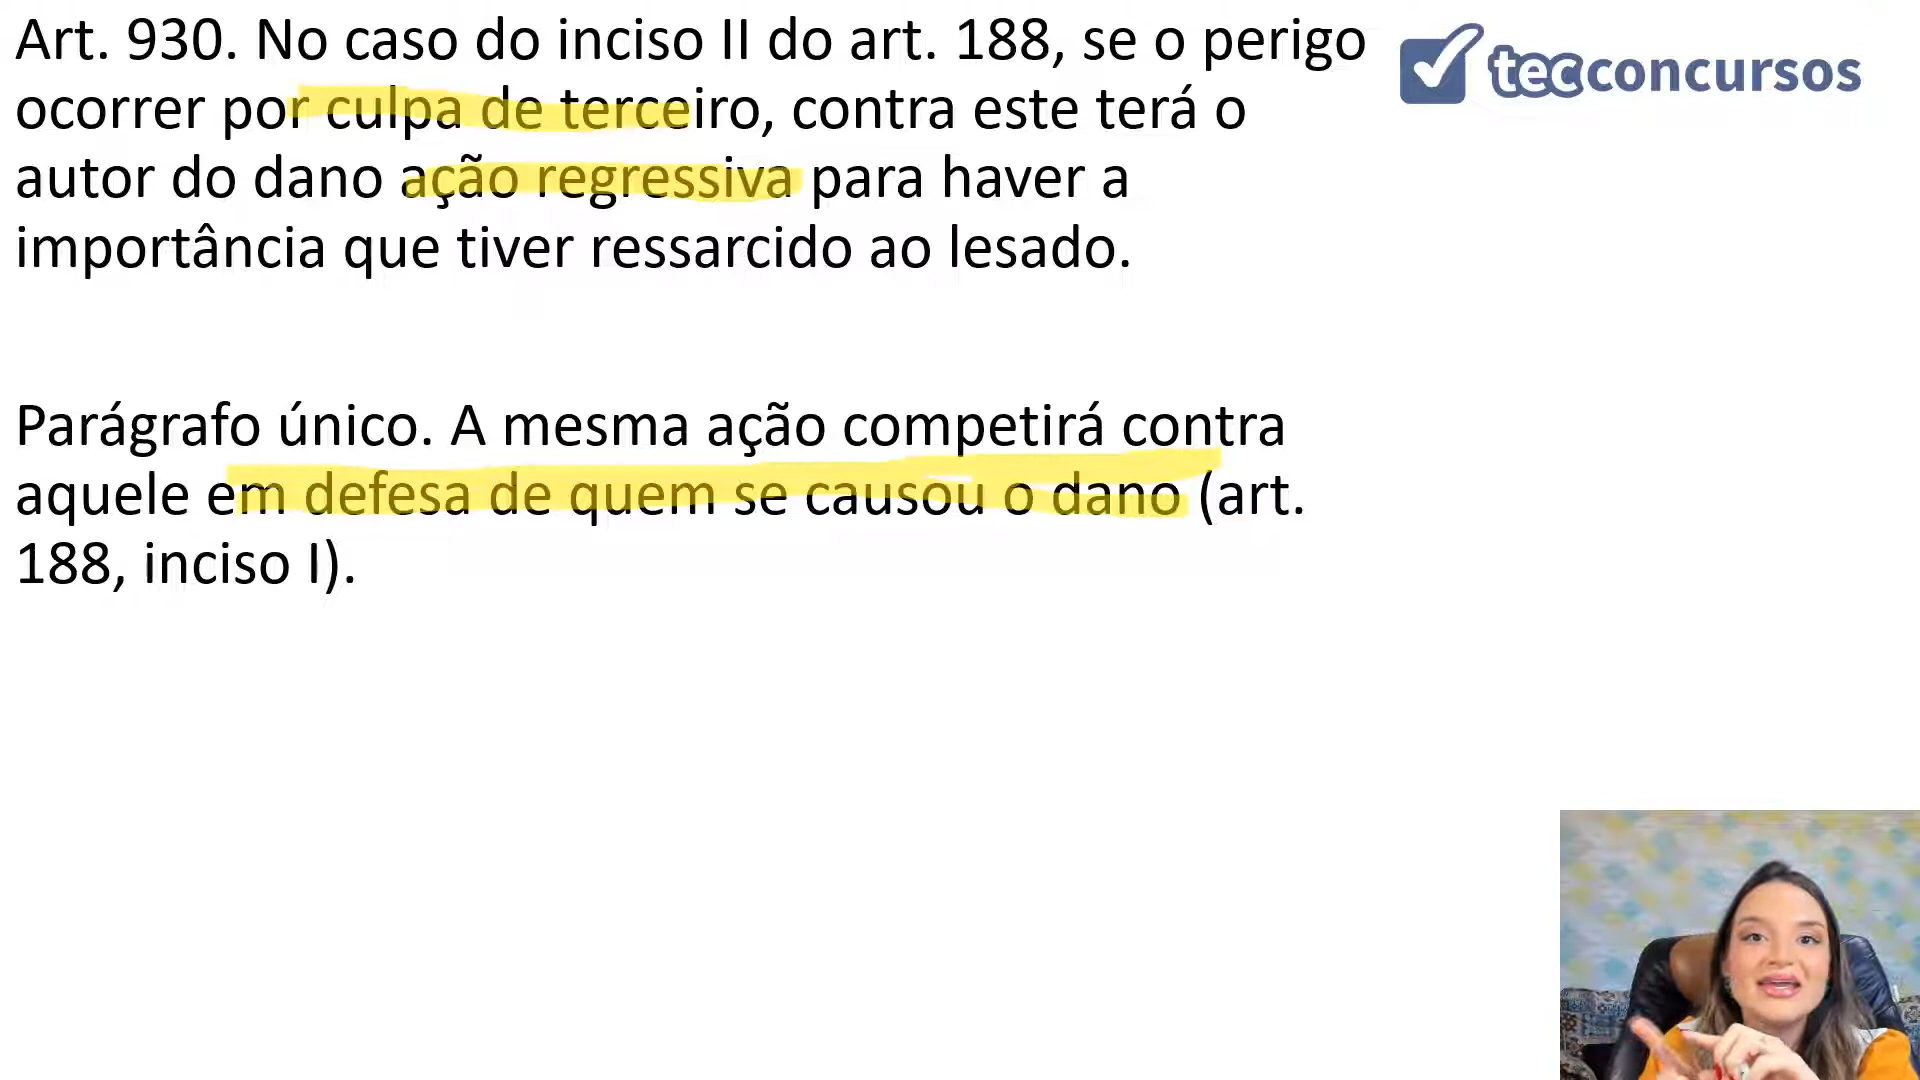 Art. 930. No caso do inciso II do art. 188, se o perigo
ocorrer por culpa de terceiro, contra este terá o
autor do dano ação regressiva para haver a
importância que tiver ressarcido ao lesado.
Parágrafo único. A mesma ação competirá contra
aquele em defesa de quem se causou o dano (art.
188, inciso I).
tecconcursos